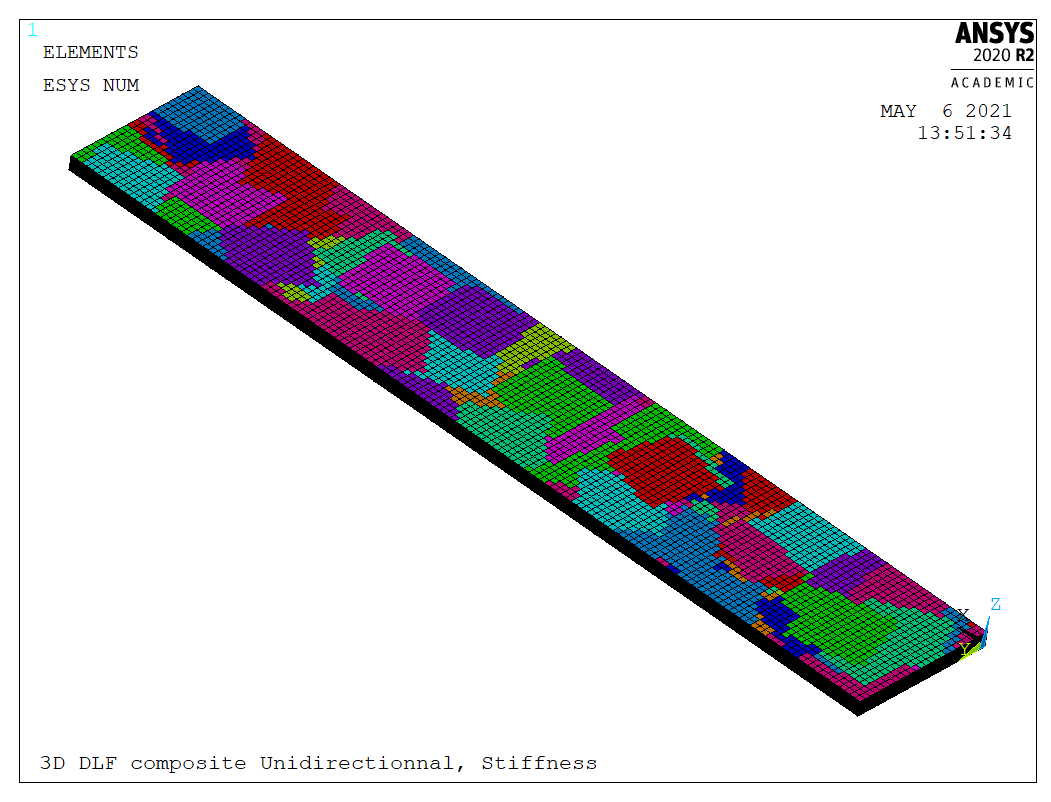 1
ELEMENTS
ESYS NUM
ANSYS
2020 R2
ACADEMIC
MAY 6 2021
13:51:34
X
Z
Y
3D DLF composite Unidirectionnal, Stiffness